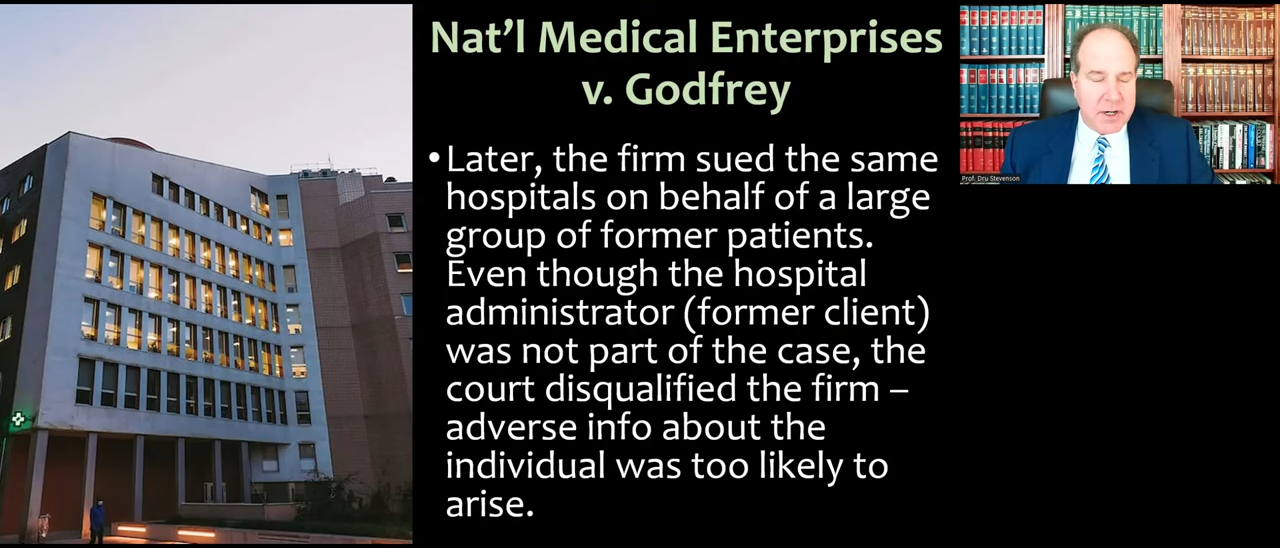 Nat’l Medical Enterprises
v. Godfrey
•Later, the firm sued the same
hospitals on behalf of a large
group of former patients.
Even though the hospital
administrator (former client)
was not part of the case, the
court disqualified the firm –
adverse info about the
individual was too likely to
arise.
Prof. Dru Stevenson